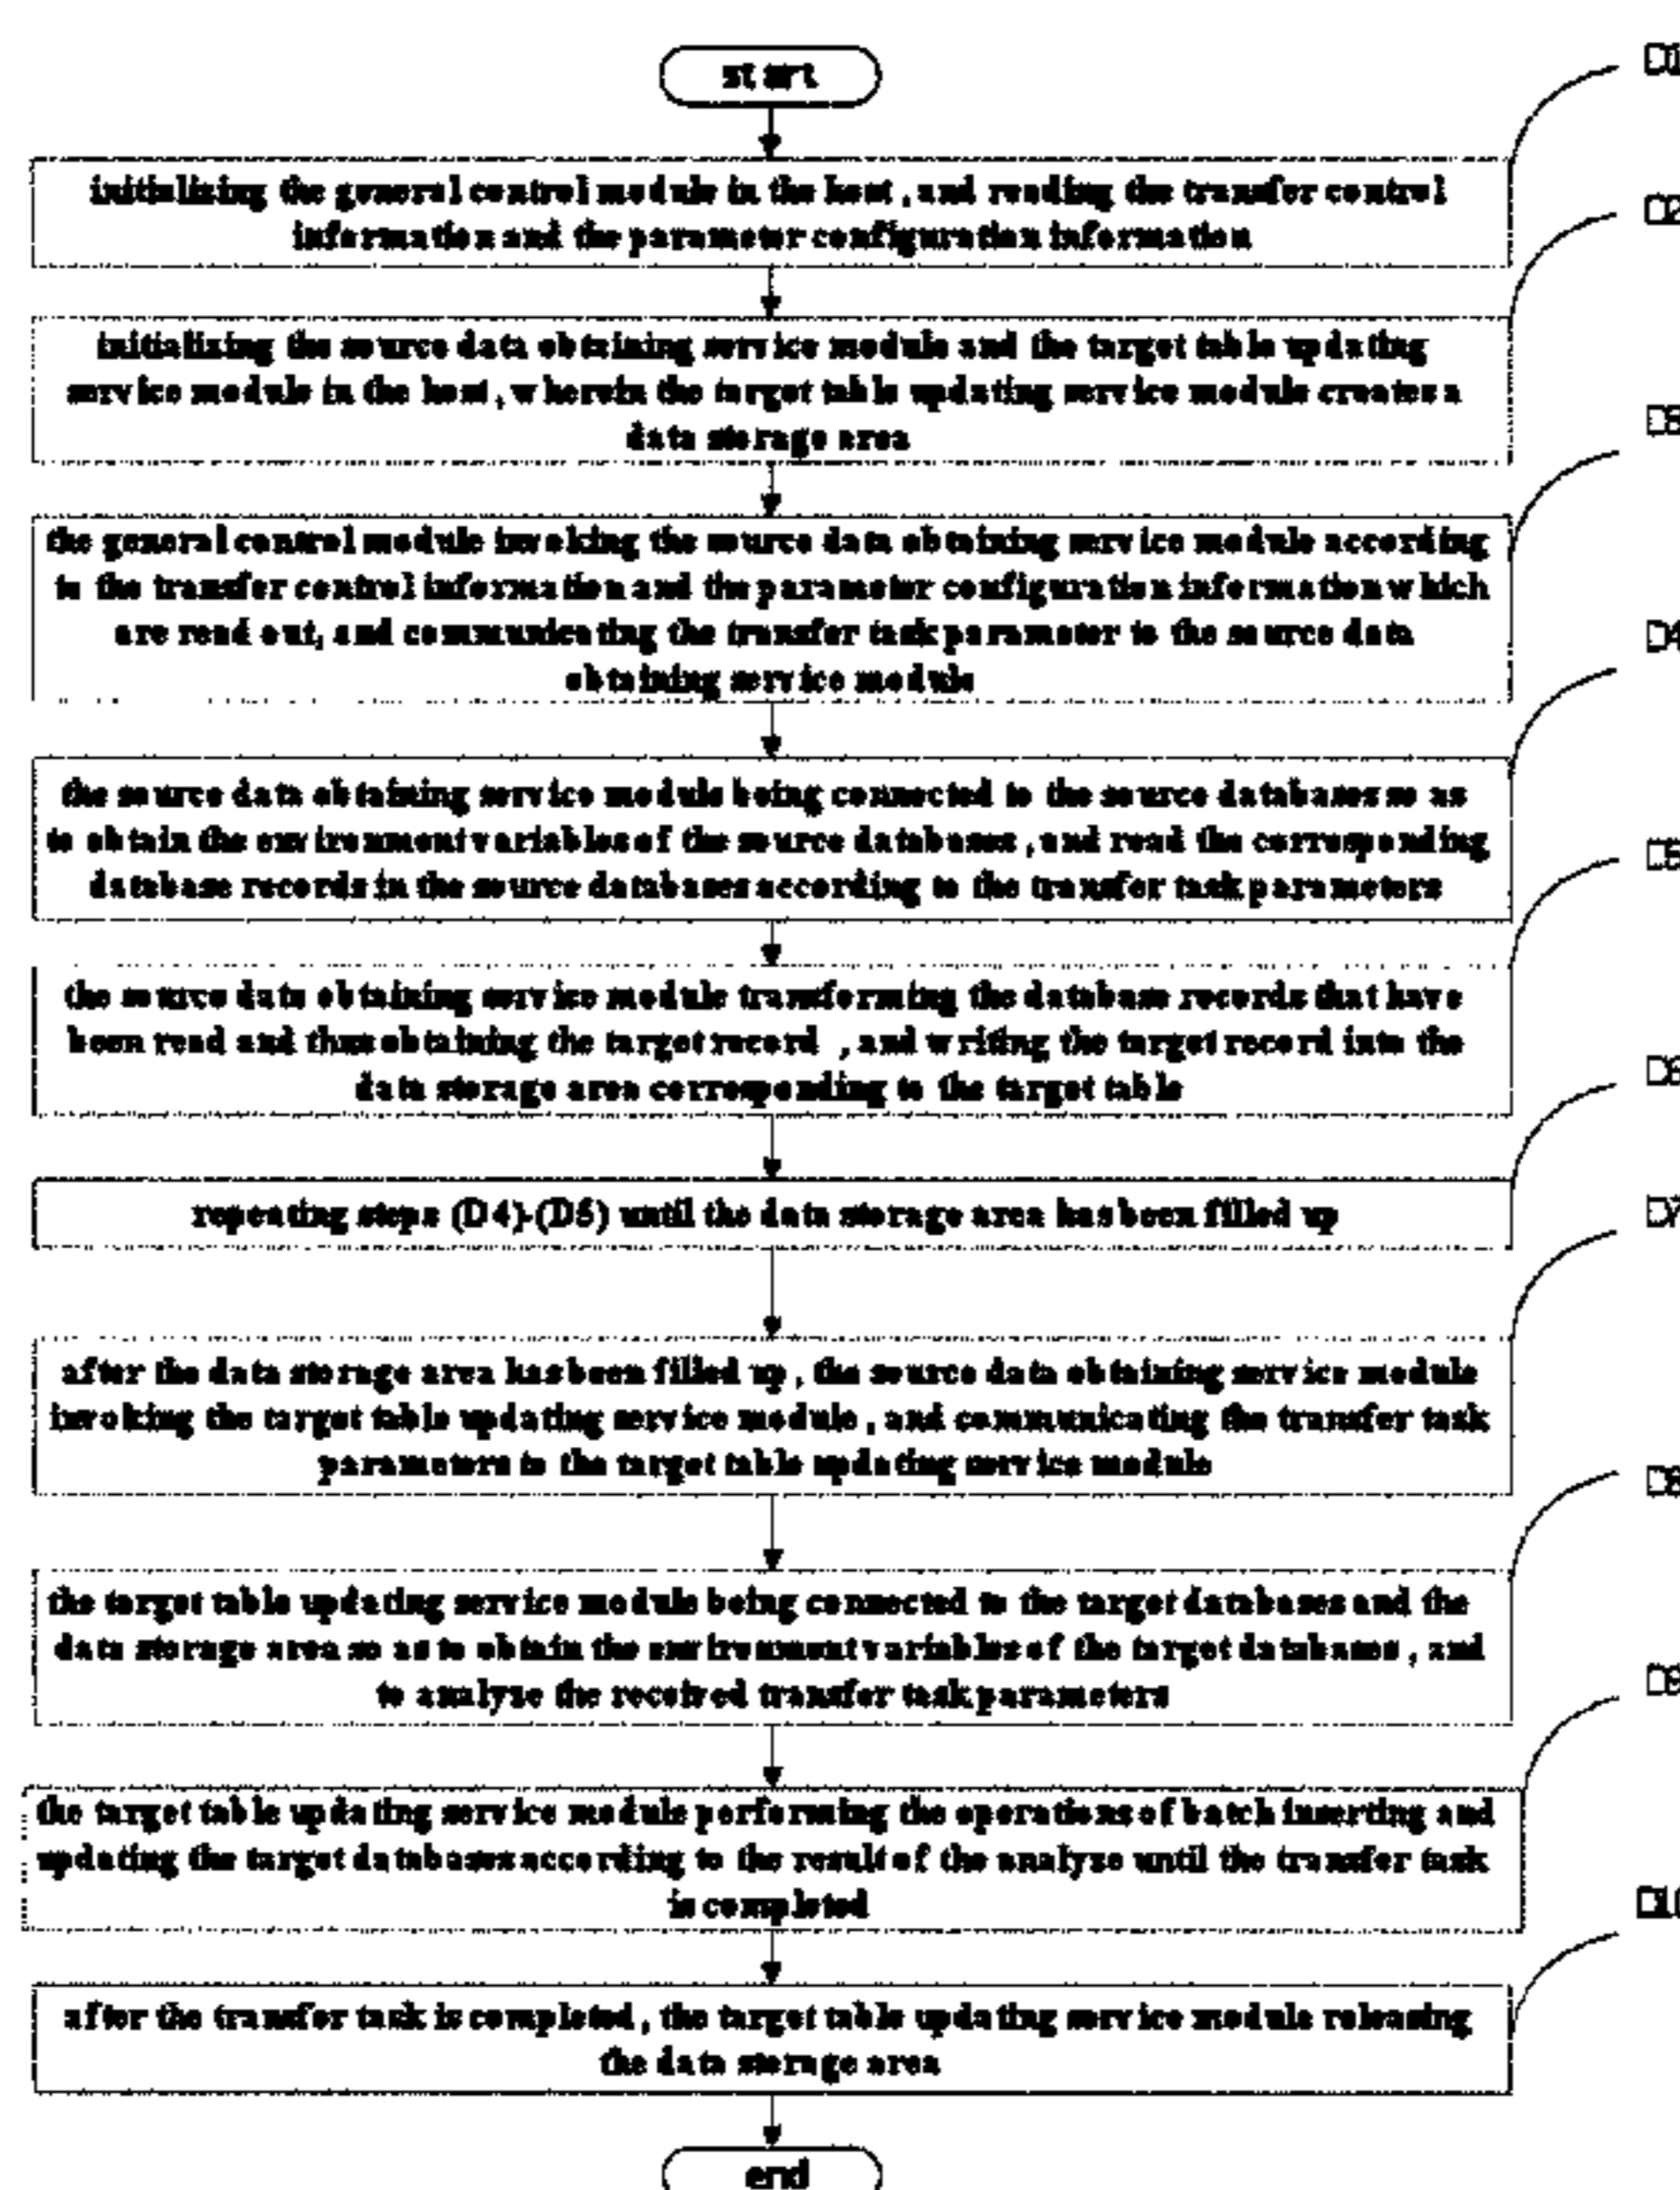 start
D1
initializing the general control module in the host, and reading the transfer control
information and the parameter configuration information
D2
initializing the source data obtaining service module and the target table updating
service module in the host, wherein the target table updating service module creates a
data storage area
D3
the general control module invoking the source data obtaining service module according
to the transfer control information and the parameter configuration information which
are read out, and communicating the transfer task parameter to the source data
obtaining service module
D4
the source data obtaining service module being connected to the source databases so as
to obtain the environment variables of the source databases, and read the corresponding
database records in the source databases according to the transfer task parameters
D5
the source data obtaining service module transforming the database records that have
been read and thus obtaining the target record , and writing the target record into the
data storage area corresponding to the target table
D6
repeating steps (D4)-(D5) until the data storage area has been filled up
D7
after the data storage area has been filled up, the source data obtaining service module
invoking the target table updating service module, and communicating the transfer task
parameters to the target table updating service module
D8
the target table updating service module being connected to the target databases and the
data storage area so as to obtain the environment variables of the target databases, and
to analyze the received transfer task parameters
D9
the target table updating service module performing the operations of batch inserting and
updating the target databases according to the result of the analyze until the transfer task
is completed
D10
after the transfer task is completed, the target table updating service module releasing
the data storage area
end